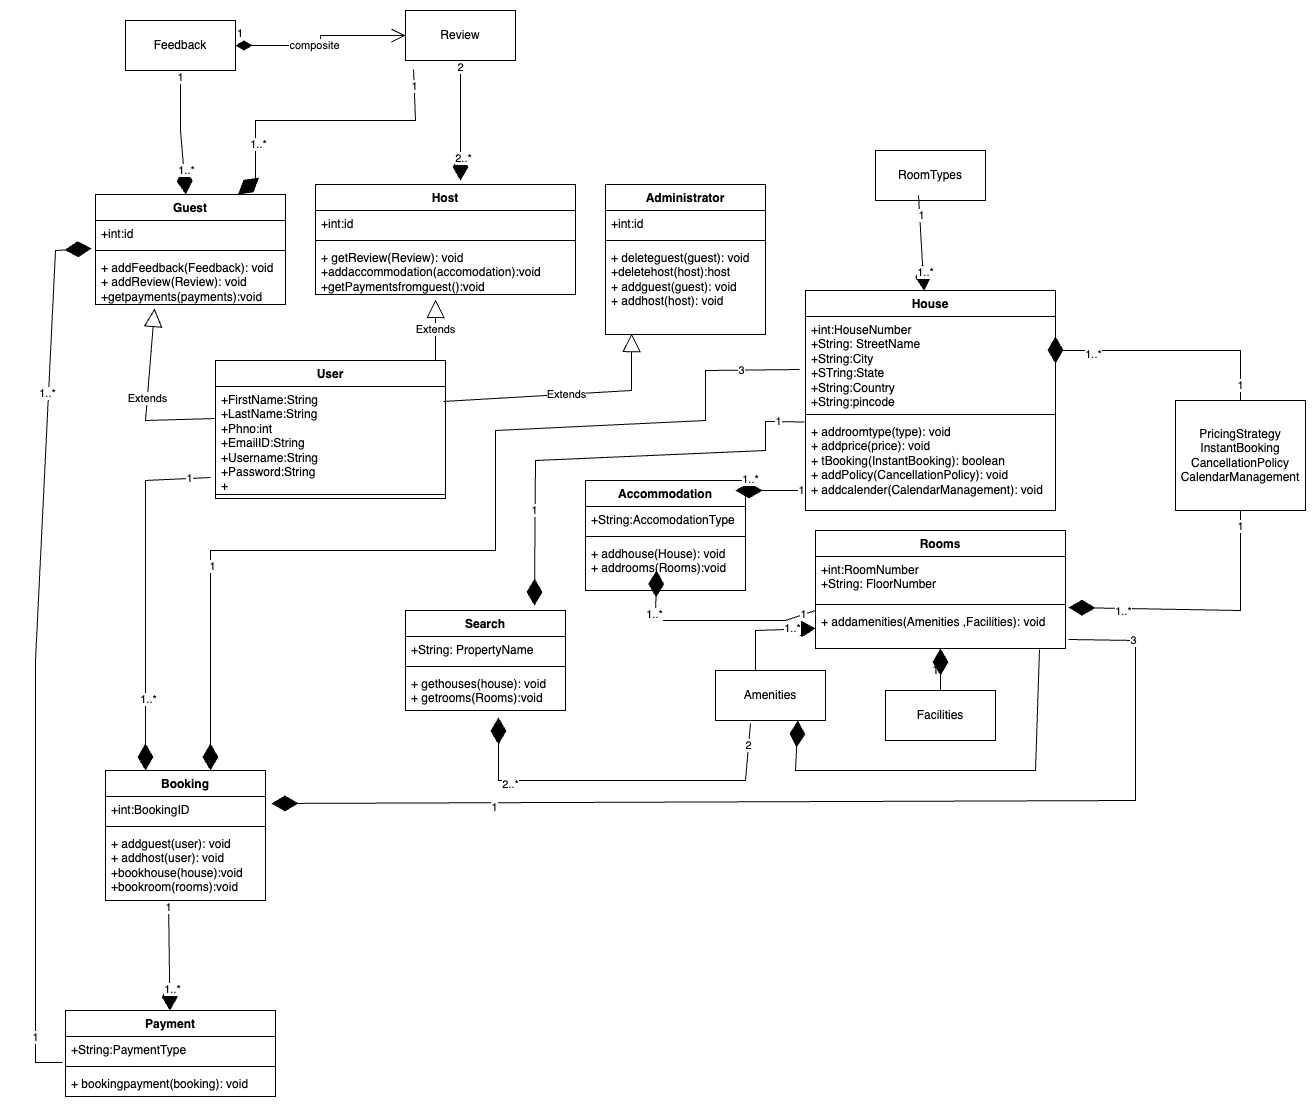 Feedback
1
composite
Review
1
1
2
1..*
1..*
2..*
RoomTypes
1
1..*
Guest
+int:id
+ addFeedback(Feedback): void
+ addReview(Review): void
+getpayments(payments):void
Host
+int:id
+ getReview(Review): void
+addaccommodation(accomodation):void
+getPaymentsfromguest():void
Administrator
+int:id
+ deleteguest(guest): void
+deletehost(host):host
+ addguest(guest): void
+ addhost(host): void
House
+int:HouseNumber
+String: StreetName
+String:City
+STring:State
+String:Country
+String:pincode
+ addroomtype(type): void
+ addprice(price): void
+ tBooking(InstantBooking): boolean
+ addPolicy(CancellationPolicy): void
+ addcalender(CalendarManagement): void
Extends
Extends
Extends
1..*
1..*
1
3
1
1
User
+FirstName:String
+LastName:String
+Phno:int
+EmailID:String
+Username:String
+Password:String
+
PricingStrategy
InstantBooking
CancellationPolicy
CalendarManagement
1
1..*
1
Accommodation
+String:AccomodationType
+ addhouse(House): void
+ addrooms(Rooms):void
1
1
1..*
1
1..*
Rooms
+int:RoomNumber
+String: FloorNumber
+ addamenities(Amenities ,Facilities): void
1..*
3
1..*
1
Search
+String: PropertyName
+ gethouses(house): void
+ getrooms(Rooms):void
Amenities
Facilities
1..*
2
2..*
1
Booking
+int:BookingID
+ addguest(user): void
+ addhost(user): void
+bookhouse(house):void
+bookroom(rooms):void
1
1..*
1
Payment
+String:PaymentType
+ bookingpayment(booking): void